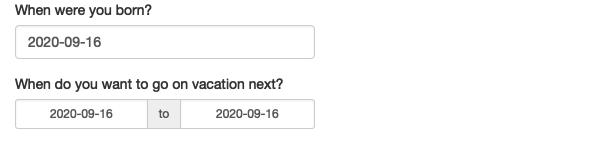 When were you born?
2020-09-16
When do you want to go on vacation next?
2020-09-16 to 2020-09-16